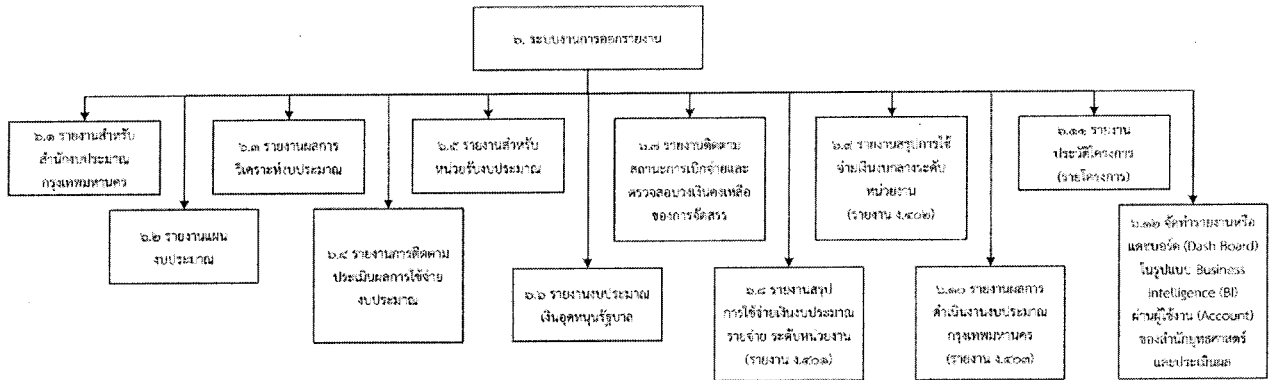 ๖. ระบบงานการออกรายงาน
๖.๑ รายงานสำหรับ
สำนักงบประมาณ
กรุงเทพมหานคร
๖.๒ รายงานแผน
งบประมาณ
๖.๓ รายงานผลการ
วิเคราะห์งบประมาณ
๖.๔ รายงานการติดตาม
ประเมินผลการใช้จ่าย
งบประมาณ
๖.๕ รายงานสำหรับ
หน่วยรับงบประมาณ
๖.๖ รายงานงบประมาณ
เงินอุดหนุนรัฐบาล
๖.๗ รายงานติดตาม
สถานะการเบิกจ่ายและ
ตรวจสอบวงเงินคงเหลือ
ของการจัดสรร
๖.๘ รายงานสรุป
การใช้จ่ายเงินงบประมาณ
รายจ่าย ระดับหน่วยงาน
(รายงาน ง.๔๐๑)
๖.๙ รายงานสรุปการใช้
จ่ายเงินงบกลางระดับ
หน่วยงาน
(รายงาน ง.๔๐๒)
๖.๑๐ รายงานผลการ
ดำเนินงานงบประมาณ
กรุงเทพมหานคร
(รายงาน ง.๔๐๓)
๖.๑๑ รายงาน
ประวัติโครงการ
(รายโครงการ)
๖.๑๒ จัดทำรายงานหรือ
แดชบอร์ด (Dash Board)
ในรูปแบบ Business
intelligence (BI)
ผ่านผู้ใช้งาน (Account)
ของสำนักยุทธศาสตร์
และประเมินผล